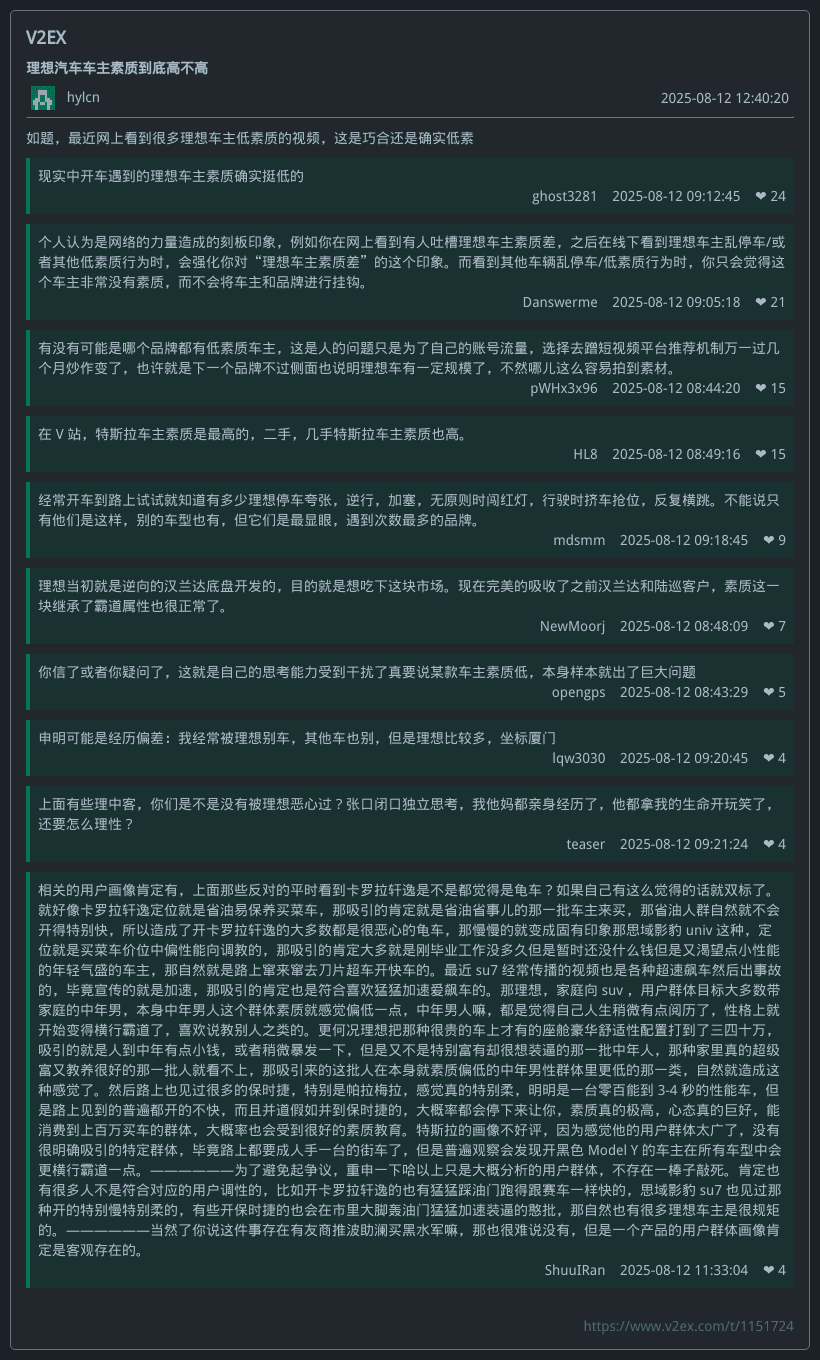 V2EX
理想汽车车主素质到底高不高
hylcn
2025-08-12 12:40:20
如题，最近网上看到很多理想车主低素质的视频，这是巧合还是确实低素
现实中开车遇到的理想车主素质确实挺低的
ghost3281 2025-08-12 09:12:45 ❤ 24
个人认为是网络的力量造成的刻板印象，例如你在网上看到有人吐槽理想车主素质差，之后在线下看到理想车主乱停车/或
者其他低素质行为时，会强化你对“理想车主素质差”的这个印象。而看到其他车辆乱停车/低素质行为时，你只会觉得这
个车主非常没有素质，而不会将车主和品牌进行挂钩。
Danswerme 2025-08-12 09:05:18 ❤ 21
有没有可能是哪个品牌都有低素质车主，这是人的问题只是为了自己的账号流量，选择去蹭短视频平台推荐机制万一过几
个月炒作变了，也许就是下一个品牌不过侧面也说明理想车有一定规模了，不然哪儿这么容易拍到素材。
pWHx3x96 2025-08-12 08:44:20 ❤ 15
在 V 站，特斯拉车主素质是最高的，二手，几手特斯拉车主素质也高。
HL8 2025-08-12 08:49:16 ❤ 15
经常开车到路上试试就知道有多少理想停车夸张，逆行，加塞，无原则时闯红灯，行驶时挤车抢位，反复横跳。不能说只
有他们是这样，别的车型也有，但它们是最显眼，遇到次数最多的品牌。
mdsmm 2025-08-12 09:18:45 ❤ 9
理想当初就是逆向的汉兰达底盘开发的，目的就是想吃下这块市场。现在完美的吸收了之前汉兰达和陆巡客户，素质这一
块继承了霸道属性也很正常了。
NewMoorj 2025-08-12 08:48:09 ❤ 7
你信了或者你疑问了，这就是自己的思考能力受到干扰了真要说某款车主素质低，本身样本就出了巨大问题
opengps 2025-08-12 08:43:29 ❤ 5
申明可能是经历偏差：我经常被理想别车，其他车也别，但是理想比较多，坐标厦门
lqw3030 2025-08-12 09:20:45 ❤ 4
上面有些理中客，你们是不是没有被理想恶心过？张口闭口独立思考，我他妈都亲身经历了，他都拿我的生命开玩笑了，
还要怎么理性？
teaser 2025-08-12 09:21:24 ❤ 4
相关的用户画像肯定有，上面那些反对的平时看到卡罗拉轩逸是不是都觉得是龟车？如果自己有这么觉得的话就双标了。
就好像卡罗拉轩逸定位就是省油易保养买菜车，那吸引的肯定就是省油省事儿的那一批车主来买，那省油人群自然就不会
开得特别快，所以造成了开卡罗拉轩逸的大多数都是很恶心的龟车，那慢慢的就变成固有印象那思域影豹 univ 这种，定
位就是买菜车价位中偏性能向调教的，那吸引的肯定大多就是刚毕业工作没多久但是暂时还没什么钱但是又渴望点小性能
的年轻气盛的车主，那自然就是路上窜来窜去刀片超车开快车的。最近 su7 经常传播的视频也是各种超速飙车然后出事故
的，毕竟宣传的就是加速，那吸引的肯定也是符合喜欢猛猛加速爱飙车的。那理想，家庭向 suv ，用户群体目标大多数带
家庭的中年男，本身中年男人这个群体素质就感觉偏低一点，中年男人嘛，都是觉得自己人生稍微有点阅历了，性格上就
开始变得横行霸道了，喜欢说教别人之类的。更何况理想把那种很贵的车上才有的座舱豪华舒适性配置打到了三四十万，
吸引的就是人到中年有点小钱，或者稍微暴发一下，但是又不是特别富有却很想装逼的那一批中年人，那种家里真的超级
富又教养很好的那一批人就看不上，那吸引来的这批人在本身就素质偏低的中年男性群体里更低的那一类，自然就造成这
种感觉了。然后路上也见过很多的保时捷，特别是帕拉梅拉，感觉真的特别柔，明明是一台零百能到 3-4 秒的性能车，但
是路上见到的普遍都开的不快，而且并道假如并到保时捷的，大概率都会停下来让你，素质真的极高，心态真的巨好，能
消费到上百万买车的群体，大概率也会受到很好的素质教育。特斯拉的画像不好评，因为感觉他的用户群体太广了，没有
很明确吸引的特定群体，毕竟路上都要成人手一台的街车了，但是普遍观察会发现开黑色 Model Y 的车主在所有车型中会
更横行霸道一点。——————为了避免起争议，重申一下哈以上只是大概分析的用户群体，不存在一棒子敲死。肯定也
有很多人不是符合对应的用户调性的，比如开卡罗拉轩逸的也有猛猛踩油门跑得跟赛车一样快的，思域影豹 su7 也见过那
种开的特别慢特别柔的，有些开保时捷的也会在市里大脚轰油门猛猛加速装逼的憨批，那自然也有很多理想车主是很规矩
的。——————当然了你说这件事存在有友商推波助澜买黑水军嘛，那也很难说没有，但是一个产品的用户群体画像肯
定是客观存在的。
ShuuIRan 2025-08-12 11:33:04 ❤ 4
https://www.v2ex.com/t/1151724